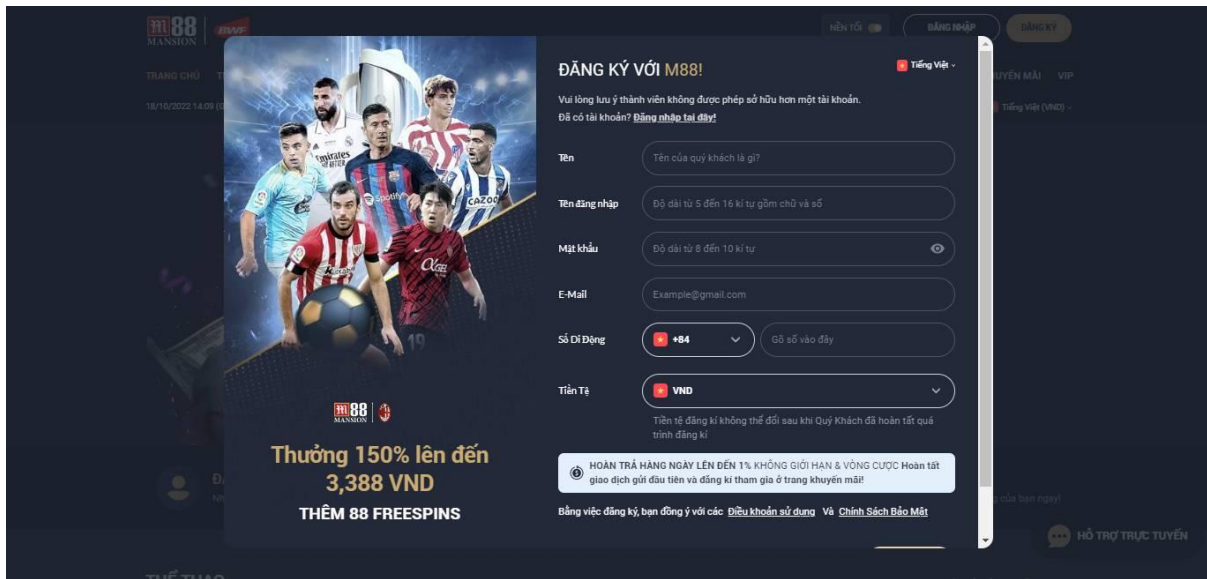 M88
MANSION
BWF
NỀN TỐI
ĐĂNG NHẬP
ĐĂNG KÝ
TRANG CHỦ
VIP
18/10/2022 14:09
Tiếng Việt (VND)
ĐĂNG KÝ VỚI M88!
Tiếng Việt
Vui lòng lưu ý thành viên không được phép sở hữu hơn một tài khoản.
Đã có tài khoản? Đăng nhập tại đây!
Tên
Tên của quý khách là gì?
Tên đăng nhập
Độ dài từ 5 đến 16 kí tự gồm chữ và số
Mật khẩu
Độ dài từ 8 đến 10 kí tự
E-Mail
Example@gmail.com
Số Di Động
+84
Gõ số vào đây
Tiền Tệ
VND
Tiền tệ đăng kí không thể đổi sau khi Quý Khách đã hoàn tất quá
trình đăng kí
HOÀN TRẢ HÀNG NGÀY LÊN ĐẾN 1% KHÔNG GIỚI HẠN & VÒNG CƯỢC Hoàn tất
giao dịch gửi đầu tiên và đăng kí tham gia ở trang khuyến mãi!
Bằng việc đăng ký, bạn đồng ý với các Điều khoản sử dụng Và Chính Sách Bảo Mật
Emirates
Spotify
CAZOO
19
M88
MANSION
Thưởng 150% lên đến
3,388 VND
THÊM 88 FREESPINS
của bạn ngay!
HỖ TRỢ TRỰC TUYẾN